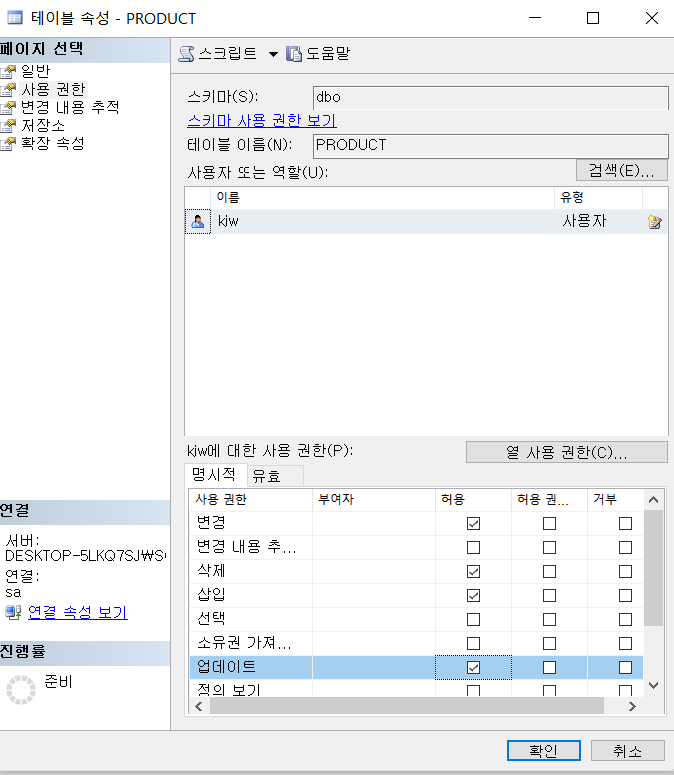 테이블 속성 - PRODUCT
페이지 선택
일반
사용 권한
변경 내용 추적
저장소
확장 속성
스크립트
도움말
스키마(S):
dbo
스키마 사용 권한 보기
테이블 이름(N):
PRODUCT
사용자 또는 역할(U):
검색(E)...
이름
유형
kjw
사용자
kjw에 대한 사용 권한(P):
열 사용 권한(C)...
명시적
유효
사용 권한
부여자
허용
허용 권...
거부
변경
변경 내용 추...
삭제
삽입
선택
소유권 가져...
업데이트
정의 보기
연결
서버:
DESKTOP-5LKQ7SJ₩S
연결:
sa
연결 속성 보기
진행률
준비
확인
취소